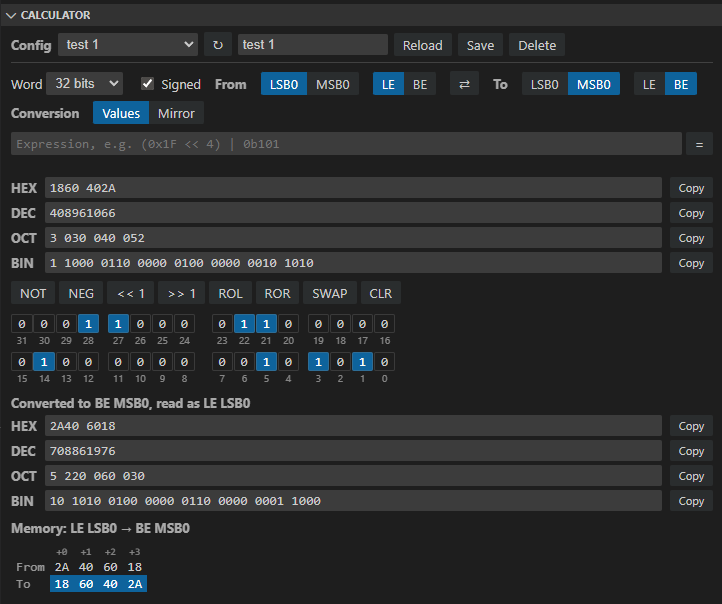 CALCULATOR
Config test 1 ↻ test 1 Reload Save Delete
Word 32 bits Signed From LSB0 MSB0 LE BE ⇄ To LSB0 MSB0 LE BE
Conversion Values Mirror
Expression, e.g. (0x1F << 4) | 0b101 =
HEX 1860 402A Copy
DEC 408961066 Copy
OCT 3 030 040 052 Copy
BIN 1 1000 0110 0000 0100 0000 0010 1010 Copy
NOT NEG << 1 >> 1 ROL ROR SWAP CLR
0 0 0 1 1 0 0 0 0 1 1 0 0 0 0 0
31 30 29 28 27 26 25 24 23 22 21 20 19 18 17 16
0 1 0 0 0 0 0 0 0 0 1 0 1 0 1 0
15 14 13 12 11 10 9 8 7 6 5 4 3 2 1 0
Converted to BE MSB0, read as LE LSB0
HEX 2A40 6018 Copy
DEC 708861976 Copy
OCT 5 220 060 030 Copy
BIN 10 1010 0100 0000 0110 0000 0001 1000 Copy
Memory: LE LSB0 → BE MSB0
+0 +1 +2 +3
From 2A 40 60 18
To 18 60 40 2A